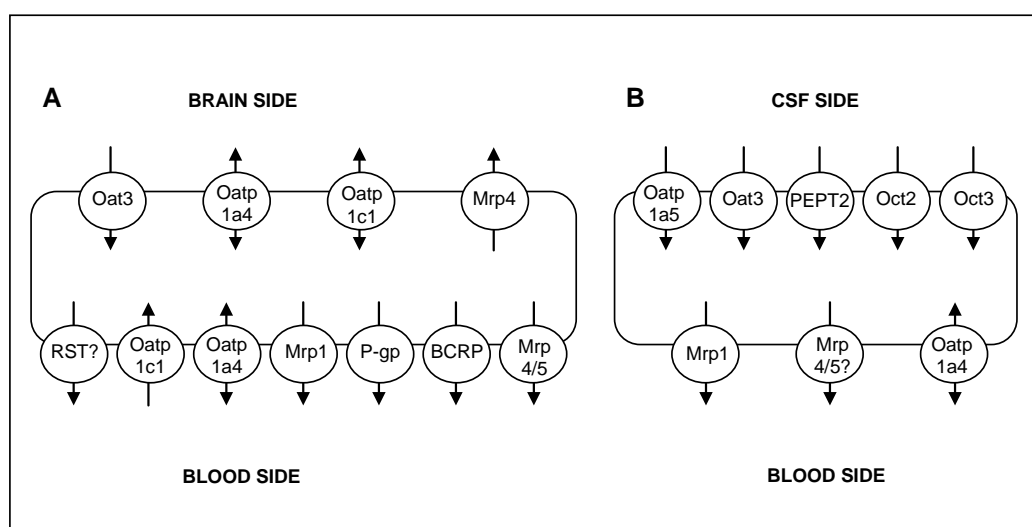 A
BRAIN SIDE
Oat3
Oatp
1a4
Oatp
1c1
Mrp4
RST?
Oatp
1c1
Oatp
1a4
Mrp1
P-gp
BCRP
Mrp
4/5
BLOOD SIDE
B
CSF SIDE
Oatp
1a5
Oat3
PEPT2
Oct2
Oct3
Mrp1
Mrp
4/5?
Oatp
1a4
BLOOD SIDE